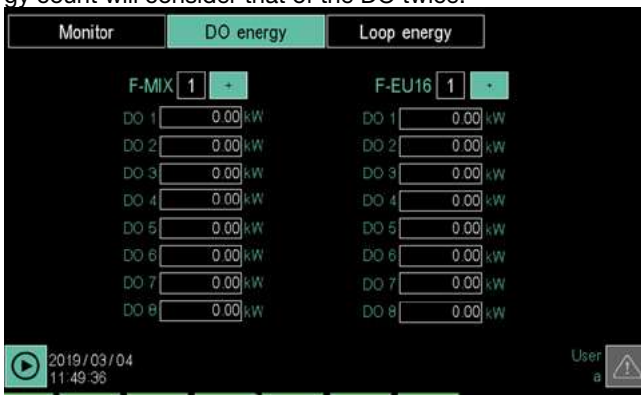 gy count will consider that of the DO twice.
Monitor DO energy Loop energy
F-MIX 1 + F-EU16 1 +
DO 1 0.00 kW DO 1 0.00 kW
DO 2 0.00 kW DO 2 0.00 kW
DO 3 0.00 kW DO 3 0.00 kW
DO 4 0.00 kW DO 4 0.00 kW
DO 5 0.00 kW DO 5 0.00 kW
DO 6 0.00 kW DO 6 0.00 kW
DO 7 0.00 kW DO 7 0.00 kW
DO 8 0.00 kW DO 8 0.00 kW
2019/03/04 User
11:49:36 a